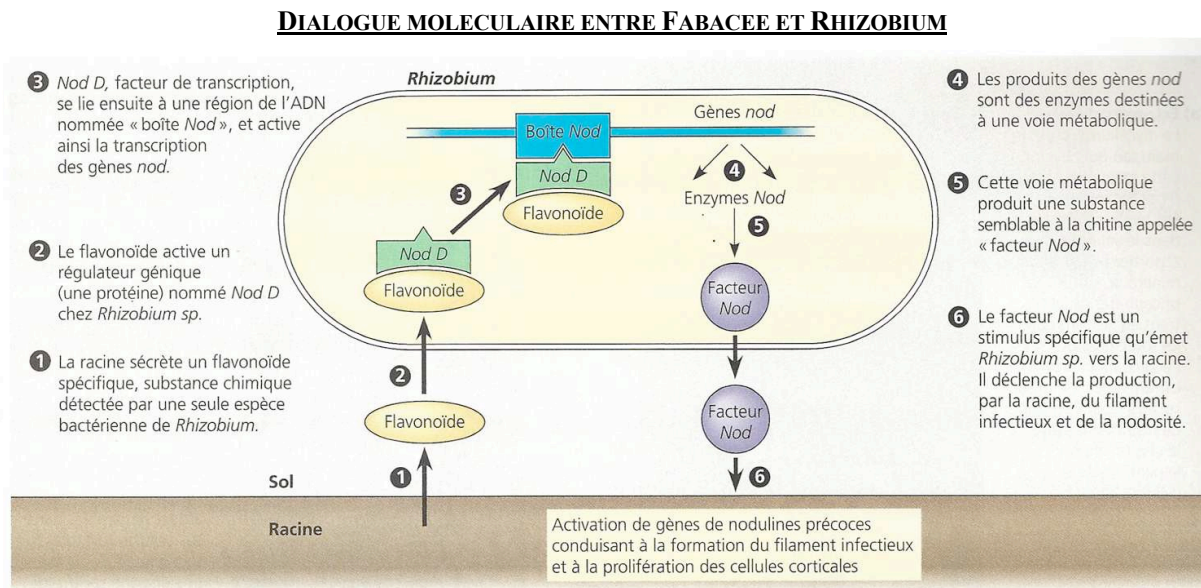 DIALOGUE MOLECULAIRE ENTRE FABACEE ET RHIZOBIUM
3 Nod D, facteur de transcription,
se lie ensuite à une région de l'ADN
nommée « boîte Nod », et active
ainsi la transcription
des gènes nod.
2 Le flavonoïde active un
régulateur génique
(une protéine) nommé Nod D
chez Rhizobium sp.
1 La racine sécrète un flavonoïde
spécifique, substance chimique
détectée par une seule espèce
bactérienne de Rhizobium.
Rhizobium
Gènes nod
Boîte Nod
Nod D
Flavonoïde
3
4
Enzymes Nod
5
Nod D
Flavonoïde
Facteur
Nod
2
Flavonoïde
Facteur
Nod
1
6
Sol
Racine
Activation de gènes de nodulines précoces
conduisant à la formation du filament infectieux
et à la prolifération des cellules corticales
4 Les produits des gènes nod
sont des enzymes destinées
à une voie métabolique.
5 Cette voie métabolique
produit une substance
semblable à la chitine appelée
« facteur Nod ».
6 Le facteur Nod est un
stimulus spécifique qu'émet
Rhizobium sp. vers la racine.
Il déclenche la production,
par la racine, du filament
infectieux et de la nodosité.